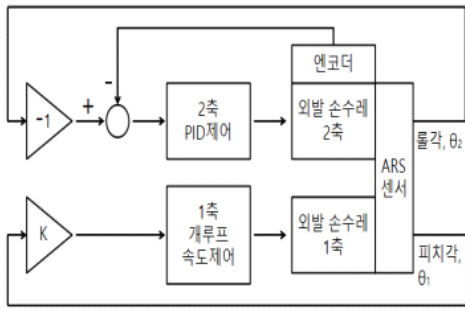 엔코더
-
-1
+
2축
PID제어
외발 손수레
2축
롤각, θ₂
ARS
센서
K
1축
개루프
속도제어
외발 손수레
1축
피치각,
θ₁